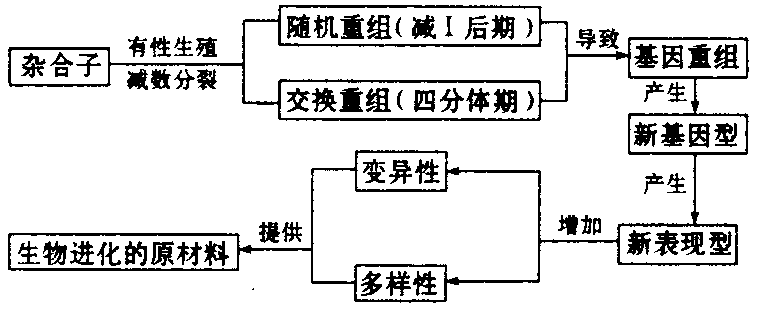 杂合子
有性生殖
减数分裂
随机重组(减Ⅰ后期)
交换重组(四分体期)
导致
基因重组
产生
新基因型
产生
新表现型
增加
变异性
多样性
提供
生物进化的原材料